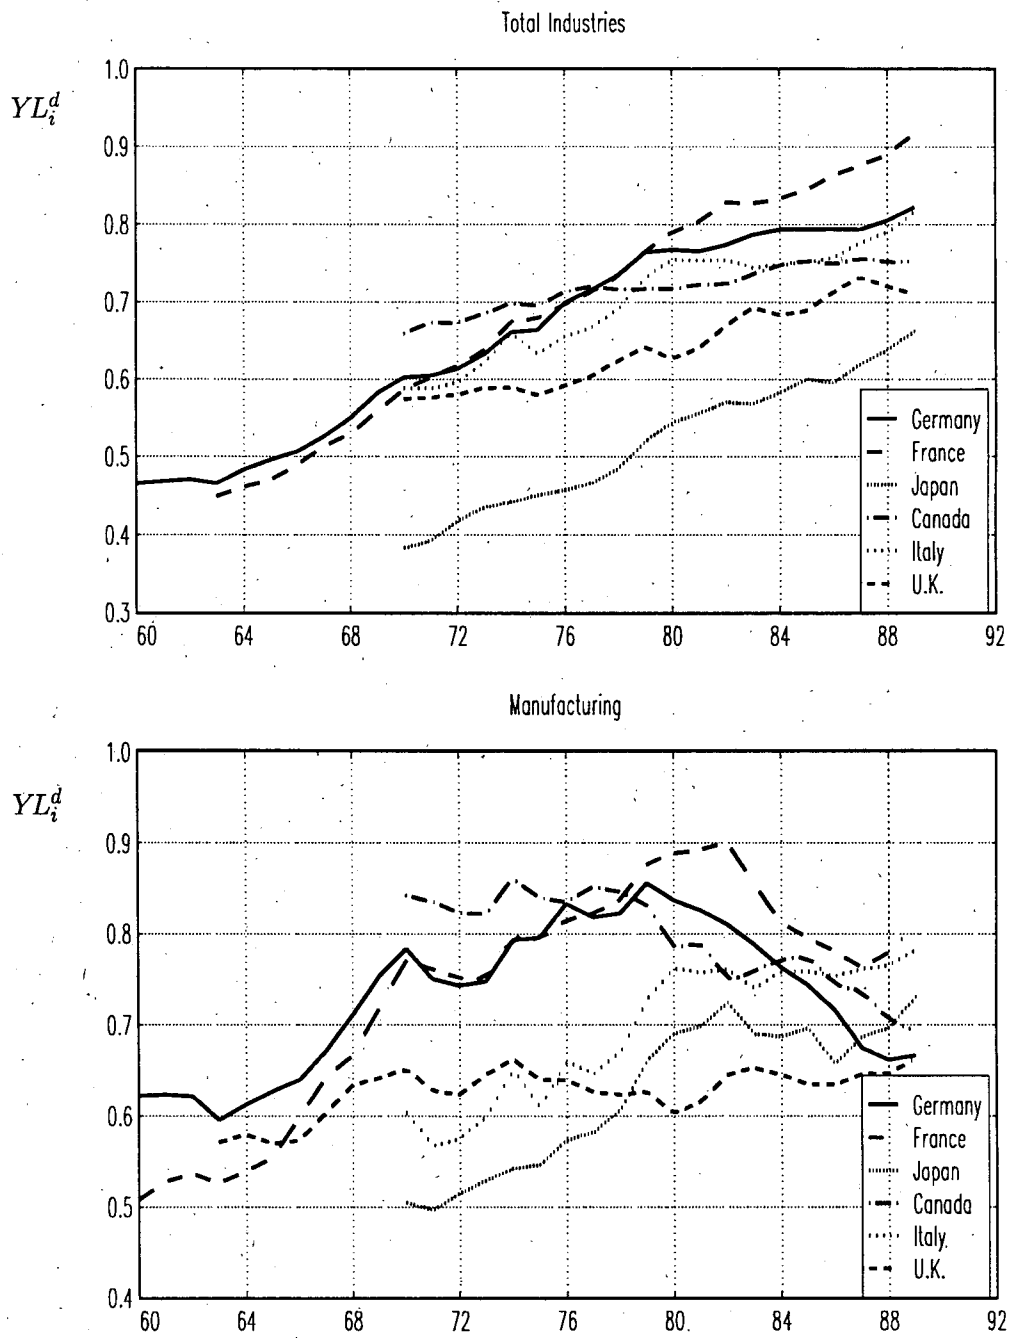 Total Industries
YL_i^d
1.0
0.9
0.8
0.7
0.6
0.5
0.4
0.3
60 64 68 72 76 80 84 88 92
Germany
France
Japan
Canada
Italy
U.K.
Manufacturing
YL_i^d
1.0
0.9
0.8
0.7
0.6
0.5
0.4
60 64 68 72 76 80 84 88 92
Germany
France
Japan
Canada
Italy
U.K.